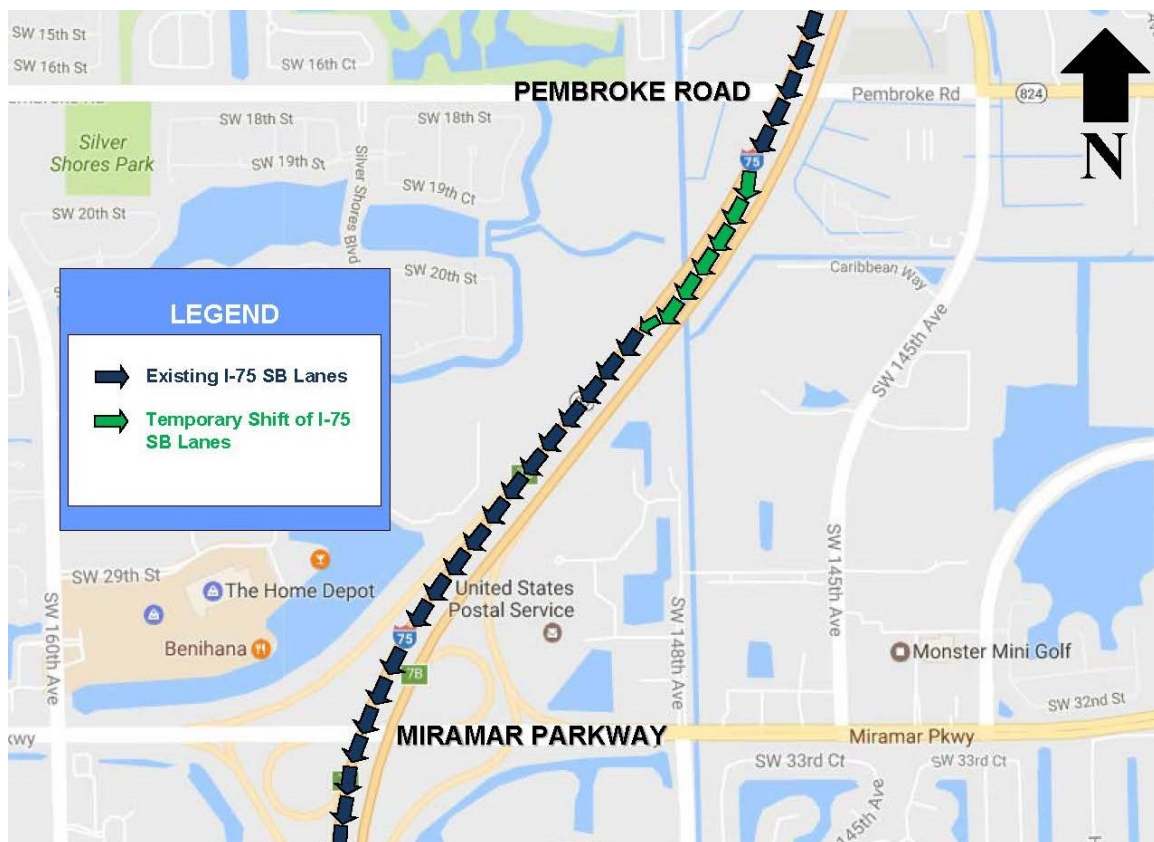 SW 15th St
SW 16th St
SW 16th Ct
PEMBROKE ROAD
Pembroke Rd
824
N
Silver
Shores Park
SW 18th St
SW 18th St
SW 19th St
SW 19th Ct
Silver Shores Blvd
SW 20th St
SW 20th St
75
Caribbean Way
SW 145th Ave
LEGEND
Existing I-75 SB Lanes
Temporary Shift of I-75
SB Lanes
SW 29th St
The Home Depot
Benihana
SW 160th Ave
United States
Postal Service
75
7B
SW 148th Ave
SW 145th Ave
Monster Mini Golf
SW 32nd St
kwy
MIRAMAR PARKWAY
Miramar Pkwy
SW 33rd Ct
SW 33rd Ct
145th Ave